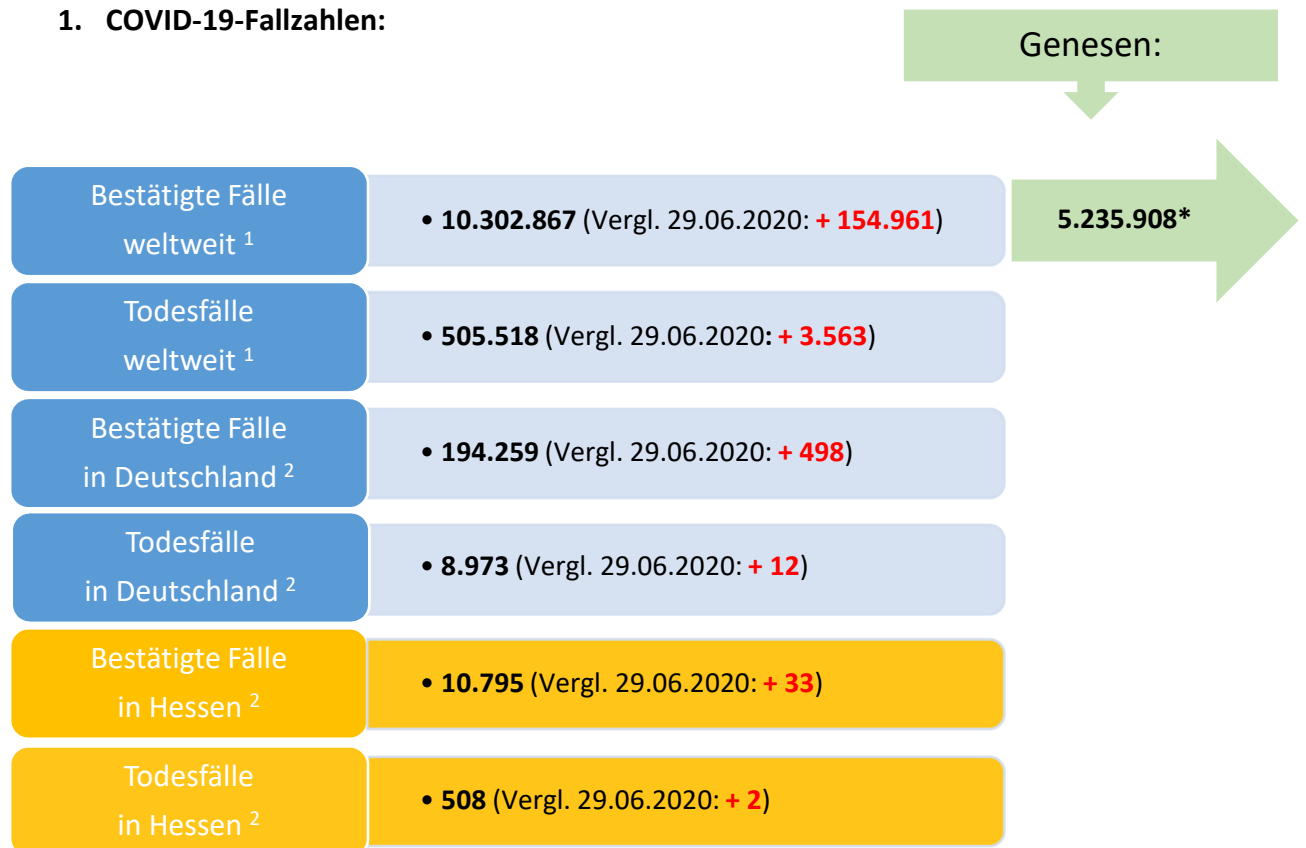 1. COVID-19-Fallzahlen:
Genesen:
Bestätigte Fälle
weltweit ¹
• 10.302.867 (Vergl. 29.06.2020: + 154.961)
5.235.908*
Todesfälle
weltweit ¹
• 505.518 (Vergl. 29.06.2020: + 3.563)
Bestätigte Fälle
in Deutschland ²
• 194.259 (Vergl. 29.06.2020: + 498)
Todesfälle
in Deutschland ²
• 8.973 (Vergl. 29.06.2020: + 12)
Bestätigte Fälle
in Hessen ²
• 10.795 (Vergl. 29.06.2020: + 33)
Todesfälle
in Hessen ²
• 508 (Vergl. 29.06.2020: + 2)